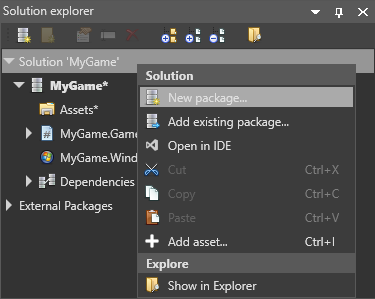 Solution explorer
Solution 'MyGame'
MyGame*
Assets*
MyGame.Game
MyGame.Wind
Dependencies
External Packages
Solution
New package...
Add existing package...
Open in IDE
Cut Ctrl+X
Copy Ctrl+C
Paste Ctrl+V
Add asset... Ctrl+I
Explore
Show in Explorer